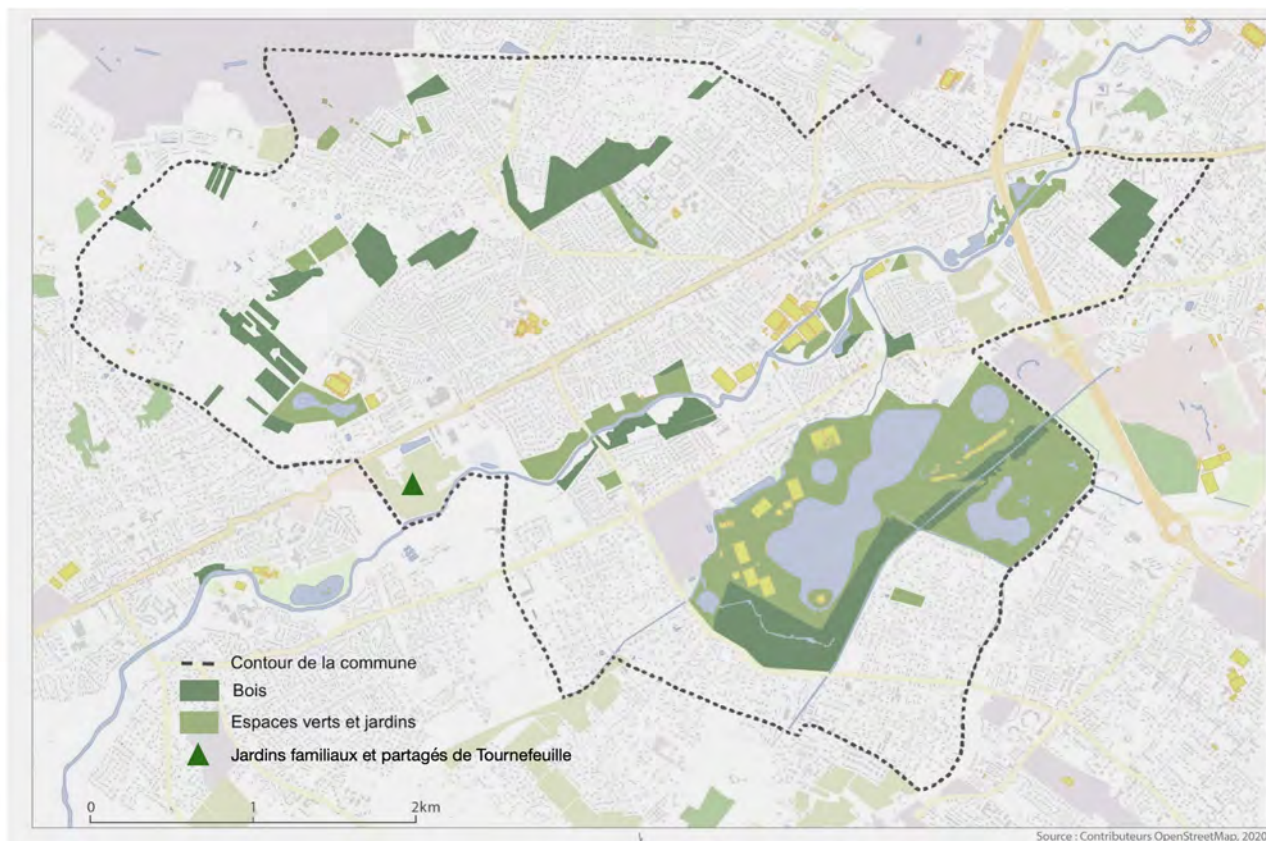 Contour de la commune
Bois
Espaces verts et jardins
Jardins familiaux et partagés de Tournefeuille
0 1 2km
Source : Contributeurs OpenStreetMap, 2020